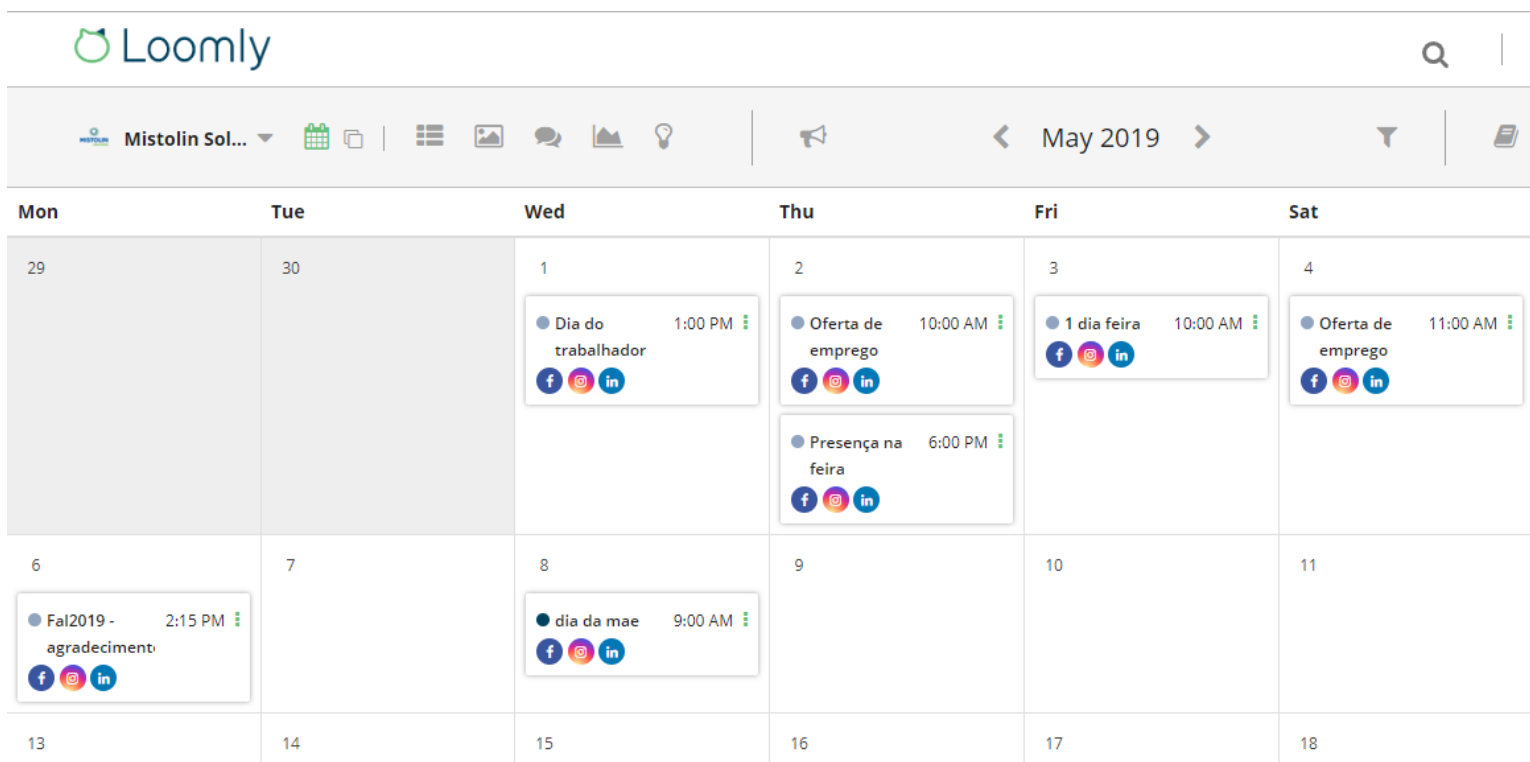 Loomly
MISTOLIN
Mistolin Sol...
May 2019
Mon Tue Wed Thu Fri Sat
29 30 1 2 3 4
Dia do 1:00 PM
trabalhador
Oferta de 10:00 AM
emprego
Presença na 6:00 PM
feira
1 dia feira 10:00 AM
Oferta de 11:00 AM
emprego
6 7 8 9 10 11
Fal2019 - 2:15 PM
agradeciment
dia da mae 9:00 AM
13 14 15 16 17 18